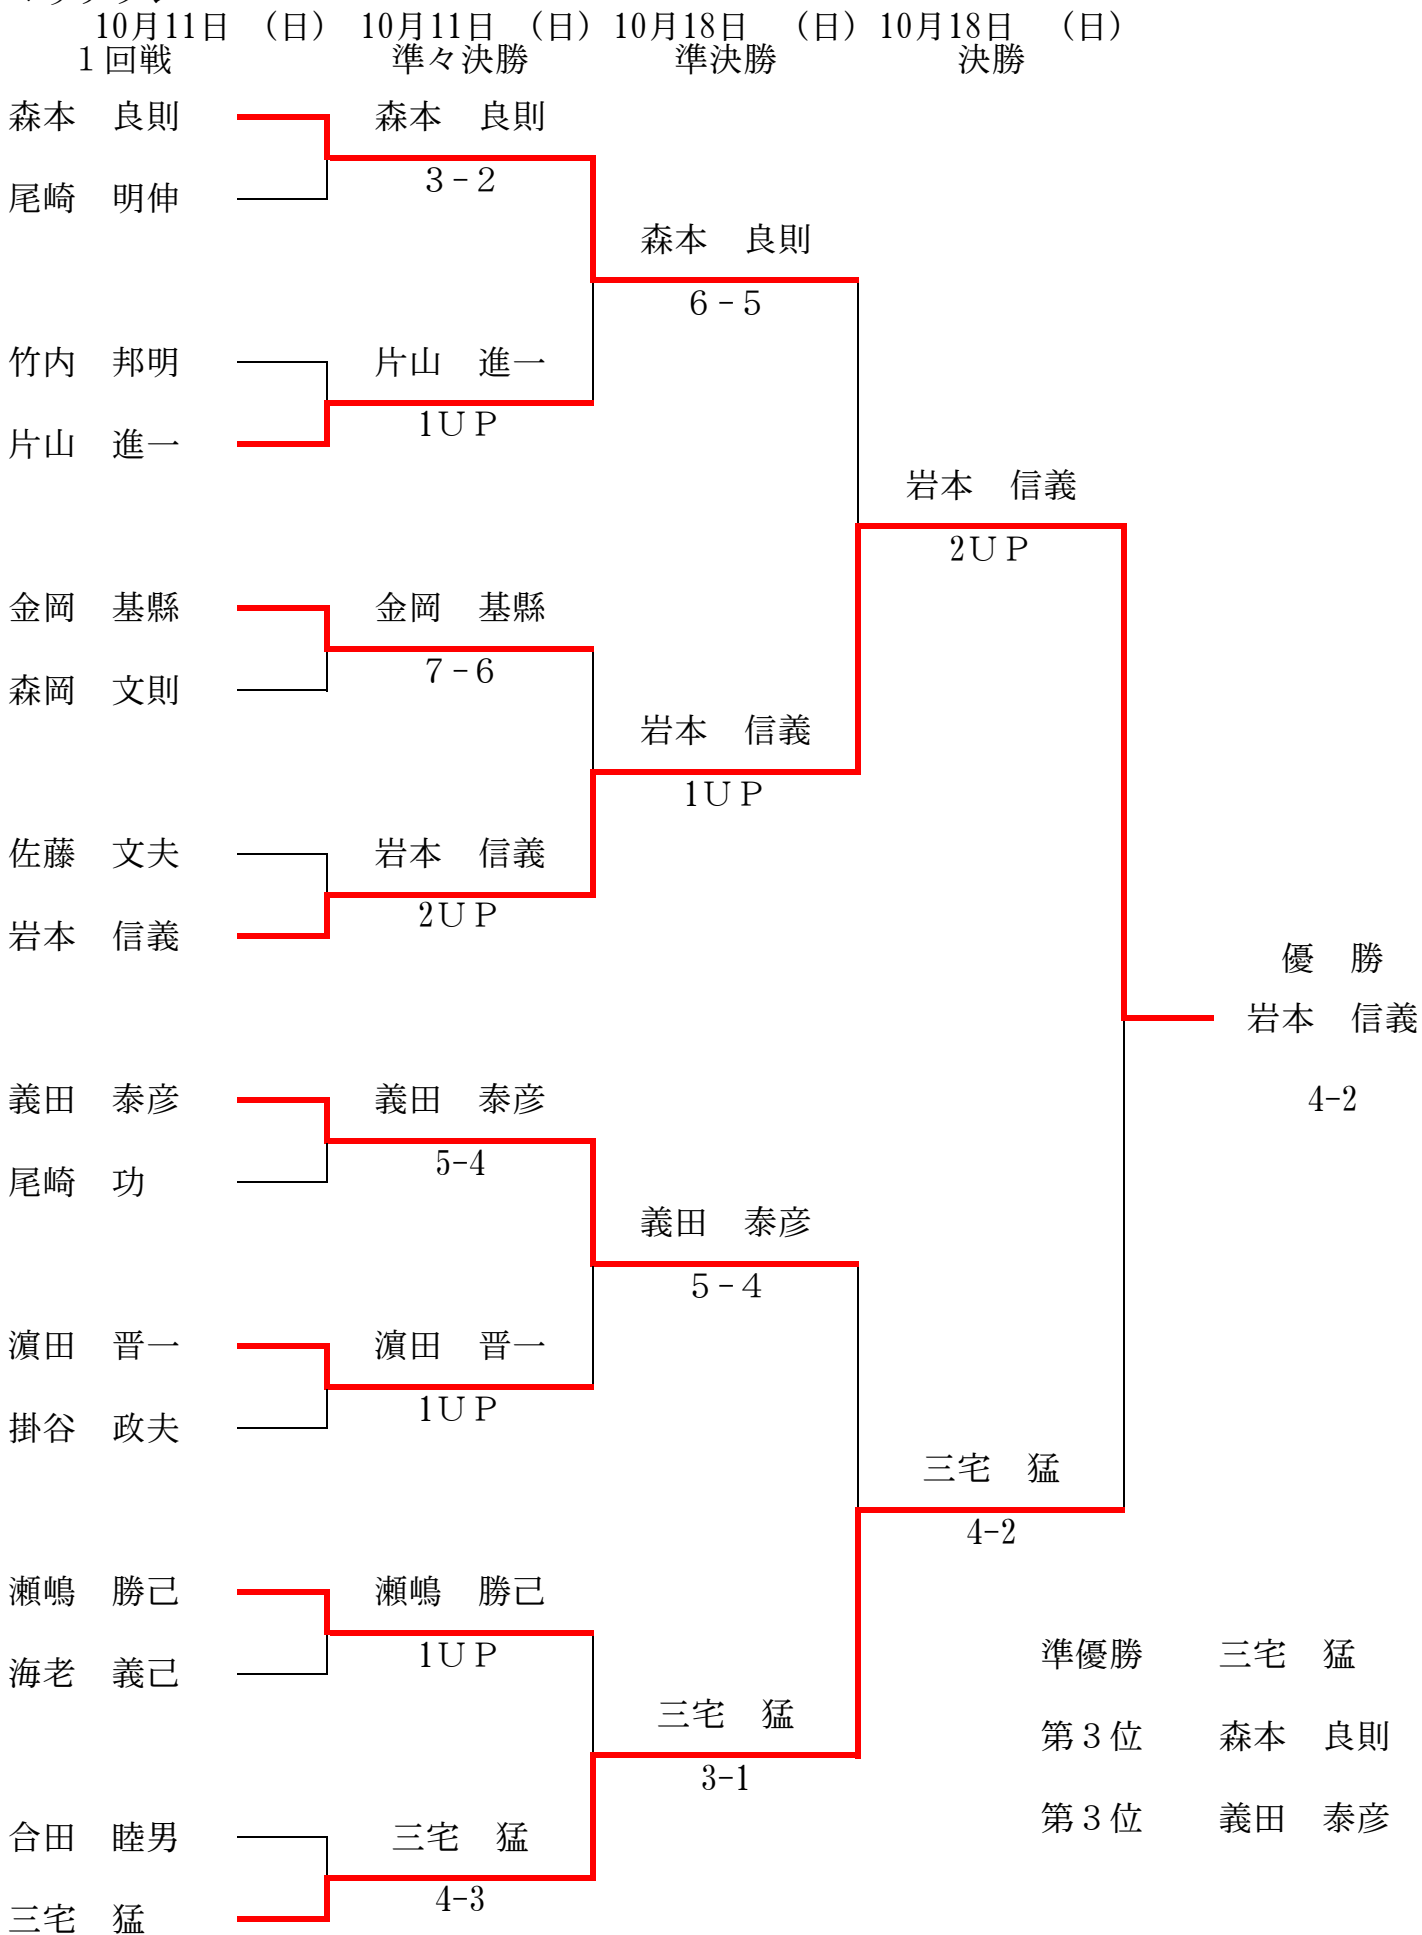 10月11日　（日） 10月11日　（日） 10月18日　（日） 10月18日　（日）
１回戦　準々決勝　準決勝　決勝
森本　良則　森本　良則
３－２
尾崎　明伸
森本　良則
６－５
竹内　邦明　片山　進一
1ＵＰ
片山　進一
岩本　信義
2ＵＰ
金岡　基縣　金岡　基縣
７－６
森岡　文則
岩本　信義
1ＵＰ
佐藤　文夫　岩本　信義
2ＵＰ
岩本　信義
優　勝
岩本　信義
4-2
義田　泰彦　義田　泰彦
5-4
尾崎　功
義田　泰彦
５－４
濵田　晋一　濵田　晋一
1ＵＰ
掛谷　政夫
三宅　猛
4-2
瀬嶋　勝己　瀬嶋　勝己
1ＵＰ
海老　義己
準優勝　三宅　猛
三宅　猛
3-1
第３位　森本　良則
第３位　義田　泰彦
合田　睦男　三宅　猛
4-3
三宅　猛